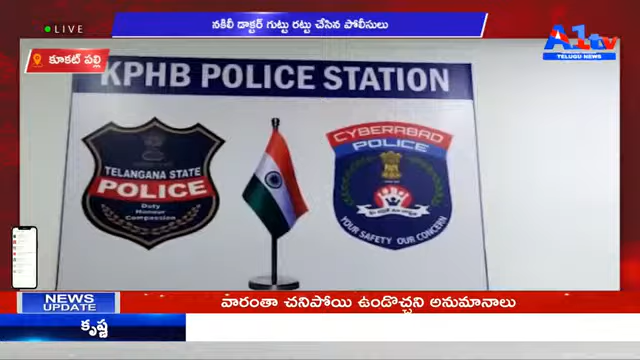 LIVE
నకిలీ డాక్టర్ గుట్టు రట్టు చేసిన పోలీసులు
A1tv
TELUGU NEWS
కూకట్ పల్లి
KPHB POLICE STATION
TELANGANA STATE
POLICE
Duty
Honour
Compassion
CYBERABAD
POLICE
YOUR SAFETY OUR CONCERN
NEWS
UPDATE
వారంతా చనిపోయి ఉండొచ్చని అనుమానాలు
కృష్ణ